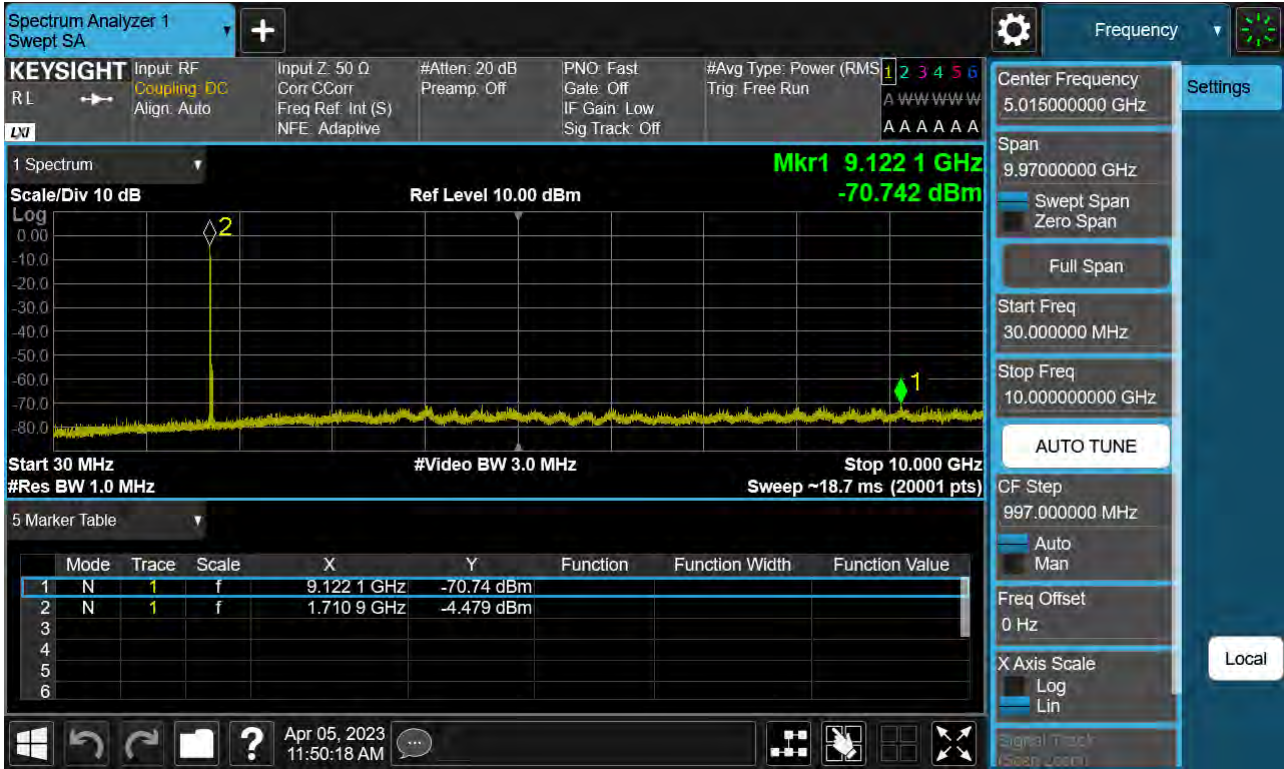 Spectrum Analyzer 1
Swept SA
+
Frequency
KEYSIGHT
R L
LXI
Input: RF
Coupling: DC
Align: Auto
Input Z: 50 Ω
Corr CCorr
Freq Ref: Int (S)
NFE: Adaptive
#Atten: 20 dB
Preamp: Off
PNO: Fast
Gate: Off
IF Gain: Low
Sig Track: Off
#Avg Type: Power (RMS
Trig: Free Run
1 2 3 4 5 6
A W W W W W
A A A A A A
1 Spectrum
Scale/Div 10 dB
Ref Level 10.00 dBm
Mkr1 9.122 1 GHz
-70.742 dBm
Log
0.00
-10.0
-20.0
-30.0
-40.0
-50.0
-60.0
-70.0
-80.0
2
1
Start 30 MHz
#Video BW 3.0 MHz
Stop 10.000 GHz
#Res BW 1.0 MHz
Sweep ~18.7 ms (20001 pts)
5 Marker Table
Mode Trace Scale X Y Function Function Width Function Value
1 N 1 f 9.122 1 GHz -70.74 dBm
2 N 1 f 1.710 9 GHz -4.479 dBm
3
4
5
6
Apr 05, 2023
11:50:18 AM
Center Frequency
5.015000000 GHz
Settings
Span
9.97000000 GHz
Swept Span
Zero Span
Full Span
Start Freq
30.000000 MHz
Stop Freq
10.000000000 GHz
AUTO TUNE
CF Step
997.000000 MHz
Auto
Man
Freq Offset
0 Hz
X Axis Scale
Log
Lin
Local
Signal Track
(Span Zoom)